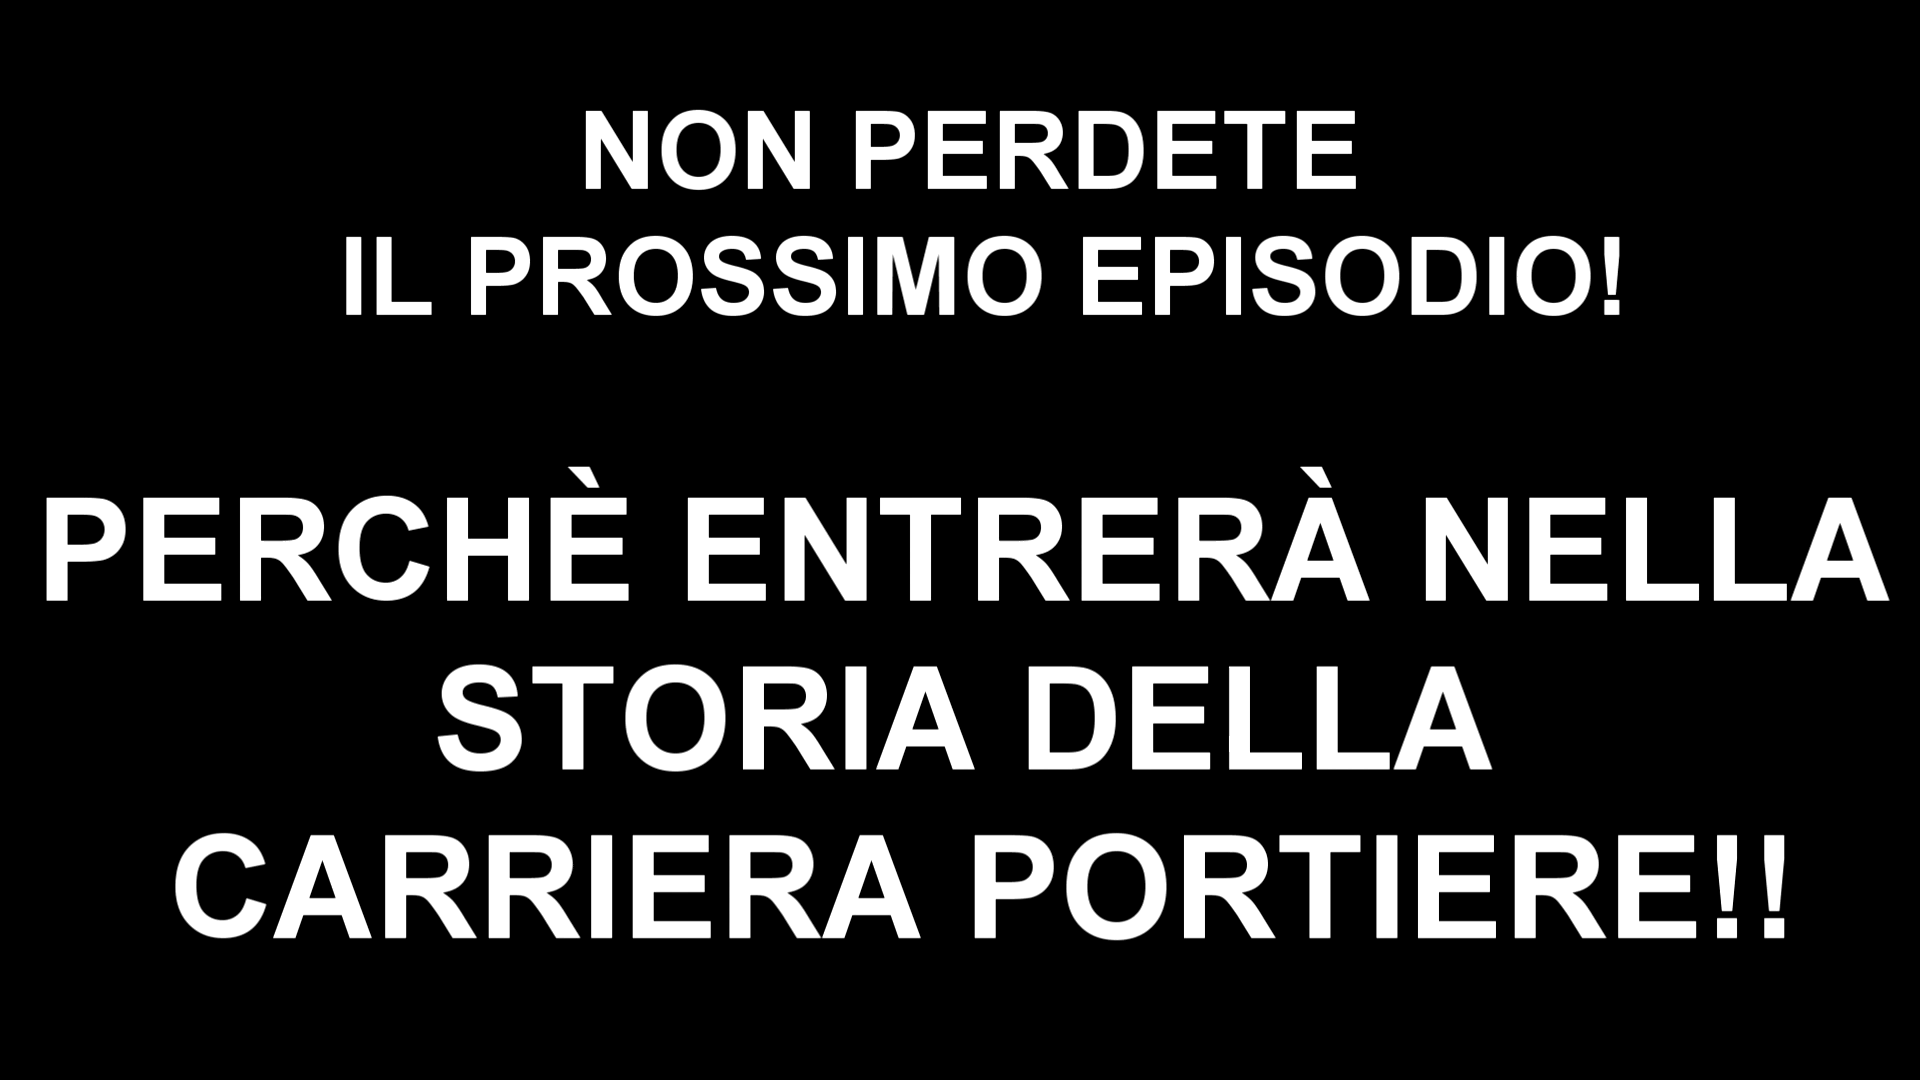 NON PERDETE
IL PROSSIMO EPISODIO!
PERCHÈ ENTRERÀ NELLA
STORIA DELLA
CARRIERA PORTIERE!!